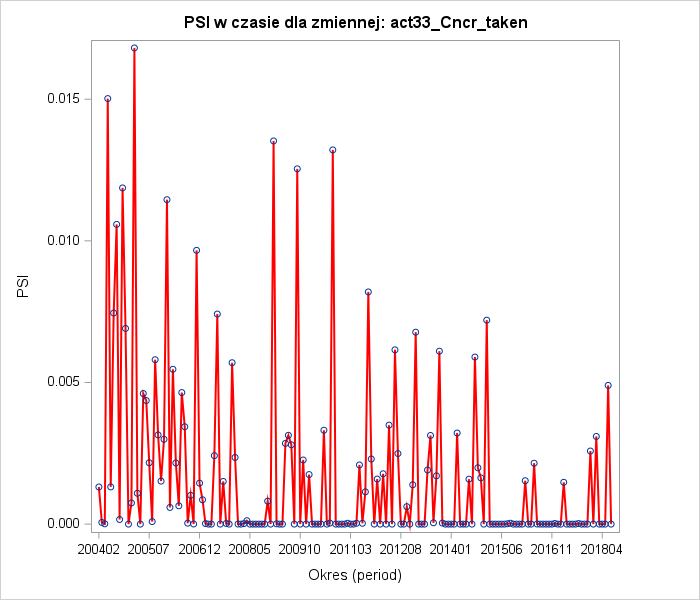 PSI w czasie dla zmiennej: act33_Cncr_taken
0.015
0.010
0.005
0.000
PSI
200402 200507 200612 200805 200910 201103 201208 201401 201506 201611 201804
Okres (period)